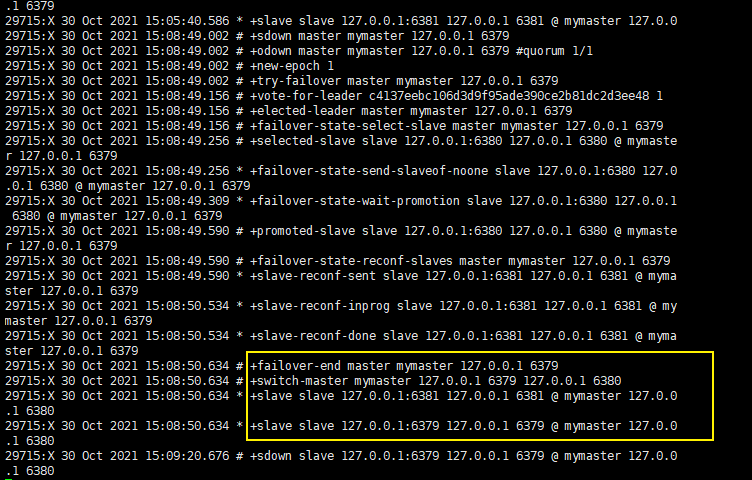 .1 6379
29715:X 30 Oct 2021 15:05:40.586 * +slave slave 127.0.0.1:6381 127.0.0.1 6381 @ mymaster 127.0.0
29715:X 30 Oct 2021 15:08:49.002 # +sdown master mymaster 127.0.0.1 6379
29715:X 30 Oct 2021 15:08:49.002 # +odown master mymaster 127.0.0.1 6379 #quorum 1/1
29715:X 30 Oct 2021 15:08:49.002 # +new-epoch 1
29715:X 30 Oct 2021 15:08:49.002 # +try-failover master mymaster 127.0.0.1 6379
29715:X 30 Oct 2021 15:08:49.156 # +vote-for-leader c4137eebc106d3d9f95ade390ce2b81dc2d3ee48 1
29715:X 30 Oct 2021 15:08:49.156 # +elected-leader master mymaster 127.0.0.1 6379
29715:X 30 Oct 2021 15:08:49.156 # +failover-state-select-slave master mymaster 127.0.0.1 6379
29715:X 30 Oct 2021 15:08:49.256 # +selected-slave slave 127.0.0.1:6380 127.0.0.1 6380 @ mymaste
r 127.0.0.1 6379
29715:X 30 Oct 2021 15:08:49.256 * +failover-state-send-slaveof-noone slave 127.0.0.1:6380 127.0
.0.1 6380 @ mymaster 127.0.0.1 6379
29715:X 30 Oct 2021 15:08:49.309 * +failover-state-wait-promotion slave 127.0.0.1:6380 127.0.0.1
 6380 @ mymaster 127.0.0.1 6379
29715:X 30 Oct 2021 15:08:49.590 # +promoted-slave slave 127.0.0.1:6380 127.0.0.1 6380 @ mymaste
r 127.0.0.1 6379
29715:X 30 Oct 2021 15:08:49.590 # +failover-state-reconf-slaves master mymaster 127.0.0.1 6379
29715:X 30 Oct 2021 15:08:49.590 * +slave-reconf-sent slave 127.0.0.1:6381 127.0.0.1 6381 @ myma
ster 127.0.0.1 6379
29715:X 30 Oct 2021 15:08:50.534 * +slave-reconf-inprog slave 127.0.0.1:6381 127.0.0.1 6381 @ my
master 127.0.0.1 6379
29715:X 30 Oct 2021 15:08:50.534 * +slave-reconf-done slave 127.0.0.1:6381 127.0.0.1 6381 @ myma
ster 127.0.0.1 6379
29715:X 30 Oct 2021 15:08:50.634 # +failover-end master mymaster 127.0.0.1 6379
29715:X 30 Oct 2021 15:08:50.634 # +switch-master mymaster 127.0.0.1 6379 127.0.0.1 6380
29715:X 30 Oct 2021 15:08:50.634 * +slave slave 127.0.0.1:6381 127.0.0.1 6381 @ mymaster 127.0.0
.1 6380
29715:X 30 Oct 2021 15:08:50.634 * +slave slave 127.0.0.1:6379 127.0.0.1 6379 @ mymaster 127.0.0
.1 6380
29715:X 30 Oct 2021 15:09:20.676 # +sdown slave 127.0.0.1:6379 127.0.0.1 6379 @ mymaster 127.0.0
.1 6380